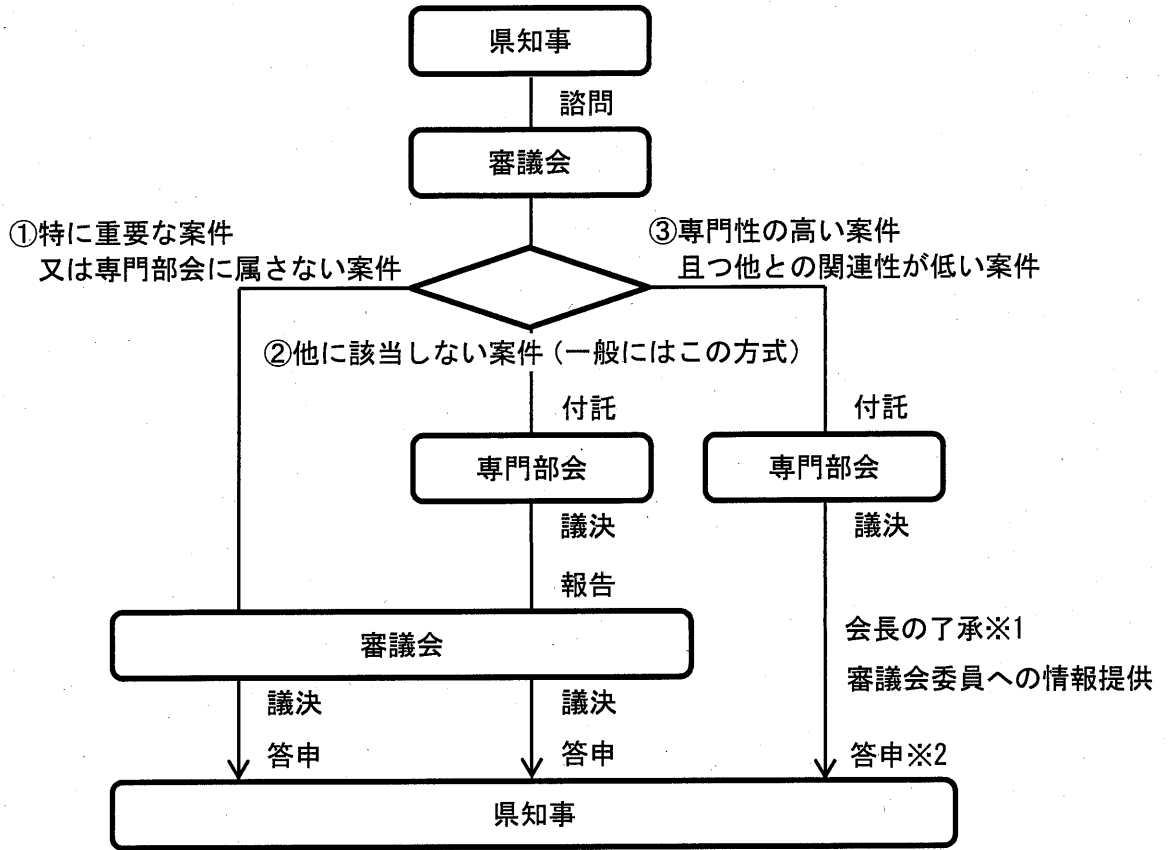 県知事
諮問
審議会
①特に重要な案件
又は専門部会に属さない案件
③専門性の高い案件
且つ他との関連性が低い案件
②他に該当しない案件（一般にはこの方式）
付託
付託
専門部会
専門部会
議決
議決
報告
会長の了承※1
審議会
審議会委員への情報提供
議決
議決
答申
答申
答申※2
県知事